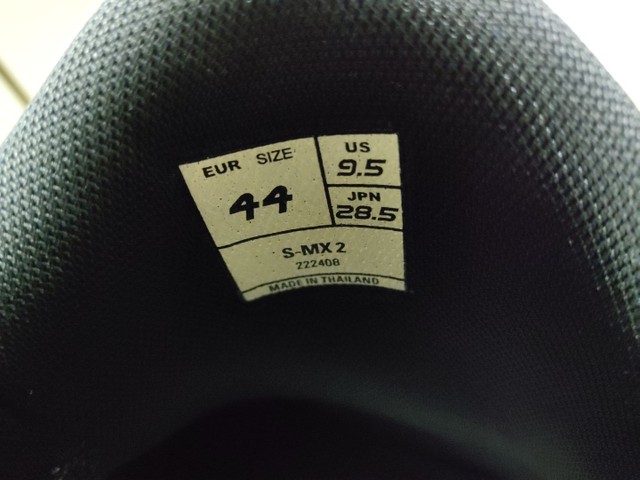 EUR SIZE
44
US
9.5
JPN
28.5
S-MX 2
222408
MADE IN THAILAND